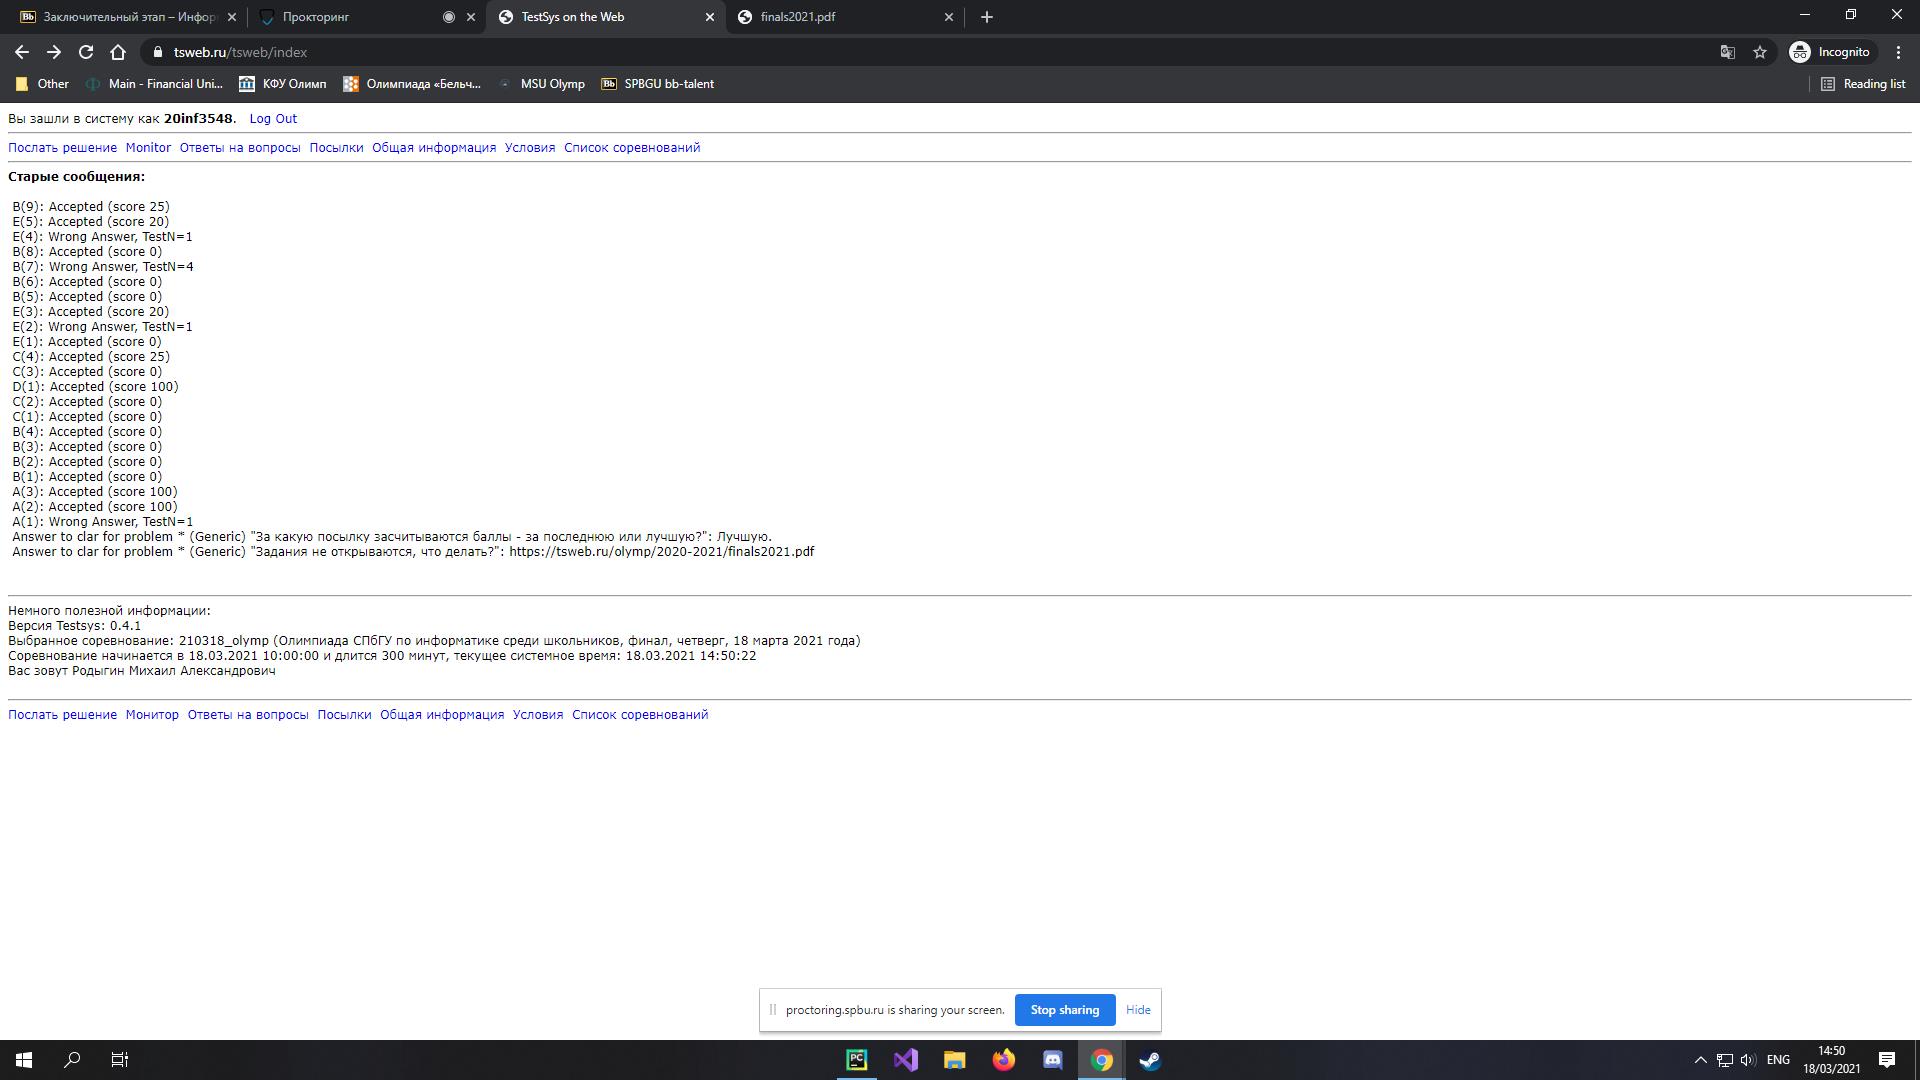 Заключительный этап – Инфор
Прокторинг
TestSys on the Web
finals2021.pdf
tsweb.ru/tsweb/index
Incognito
Other
Main - Financial Uni...
КФУ Олимп
Олимпиада «Бельч...
MSU Olymp
Bb SPBGU bb-talent
Reading list
Вы зашли в систему как 20inf3548. Log Out
Послать решение Monitor Ответы на вопросы Посылки Общая информация Условия Список соревнований
Старые сообщения:
B(9): Accepted (score 25)
E(5): Accepted (score 20)
E(4): Wrong Answer, TestN=1
B(8): Accepted (score 0)
B(7): Wrong Answer, TestN=4
B(6): Accepted (score 0)
B(5): Accepted (score 0)
E(3): Accepted (score 20)
E(2): Wrong Answer, TestN=1
E(1): Accepted (score 0)
C(4): Accepted (score 25)
C(3): Accepted (score 0)
D(1): Accepted (score 100)
C(2): Accepted (score 0)
C(1): Accepted (score 0)
B(4): Accepted (score 0)
B(3): Accepted (score 0)
B(2): Accepted (score 0)
B(1): Accepted (score 0)
A(3): Accepted (score 100)
A(2): Accepted (score 100)
A(1): Wrong Answer, TestN=1
Answer to clar for problem * (Generic) "За какую посылку засчитываются баллы - за последнюю или лучшую?": Лучшую.
Answer to clar for problem * (Generic) "Задания не открываются, что делать?": https://tsweb.ru/olymp/2020-2021/finals2021.pdf
Немного полезной информации:
Версия Testsys: 0.4.1
Выбранное соревнование: 210318_olymp (Олимпиада СПбГУ по информатике среди школьников, финал, четверг, 18 марта 2021 года)
Соревнование начинается в 18.03.2021 10:00:00 и длится 300 минут, текущее системное время: 18.03.2021 14:50:22
Вас зовут Родыгин Михаил Александрович
Послать решение Монитор Ответы на вопросы Посылки Общая информация Условия Список соревнований
proctoring.spbu.ru is sharing your screen. Stop sharing Hide
PC
ENG
14:50
18/03/2021